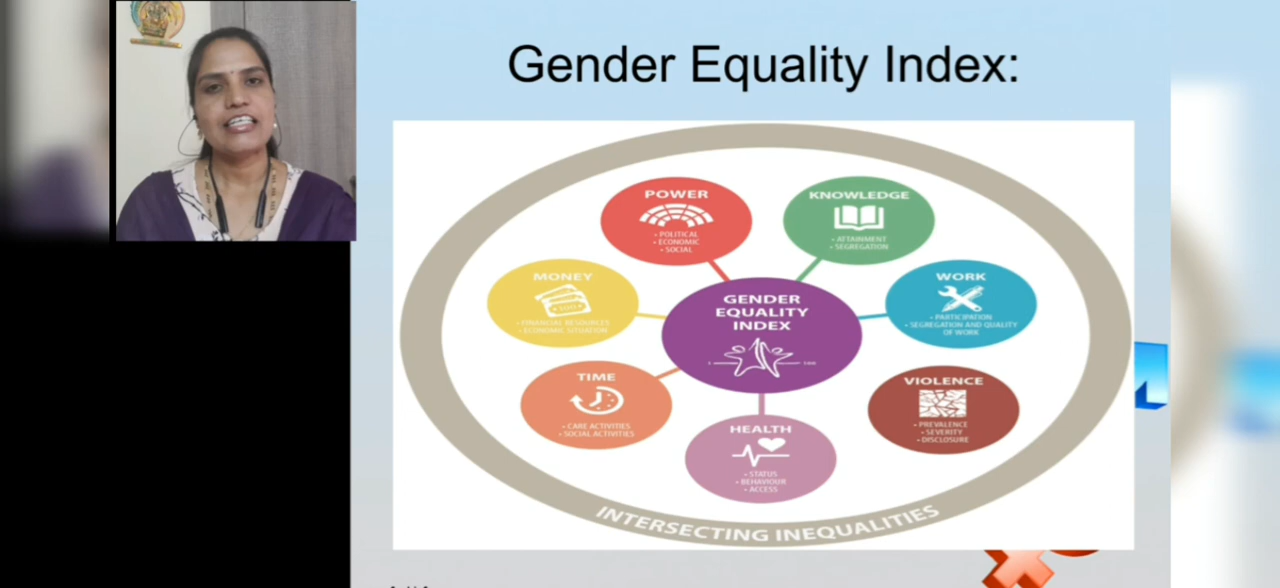 Gender Equality Index:
POWER
• POLITICAL
• ECONOMIC
• SOCIAL
KNOWLEDGE
• ATTAINMENT
• SEGREGATION
MONEY
• FINANCIAL RESOURCES
• ECONOMIC SITUATION
GENDER
EQUALITY
INDEX
1
100
WORK
• PARTICIPATION
• SEGREGATION AND QUALITY
OF WORK
TIME
• CARE ACTIVITIES
• SOCIAL ACTIVITIES
VIOLENCE
• PREVALENCE
• SEVERITY
• DISCLOSURE
HEALTH
• STATUS
• BEHAVIOUR
• ACCESS
INTERSECTING INEQUALITIES